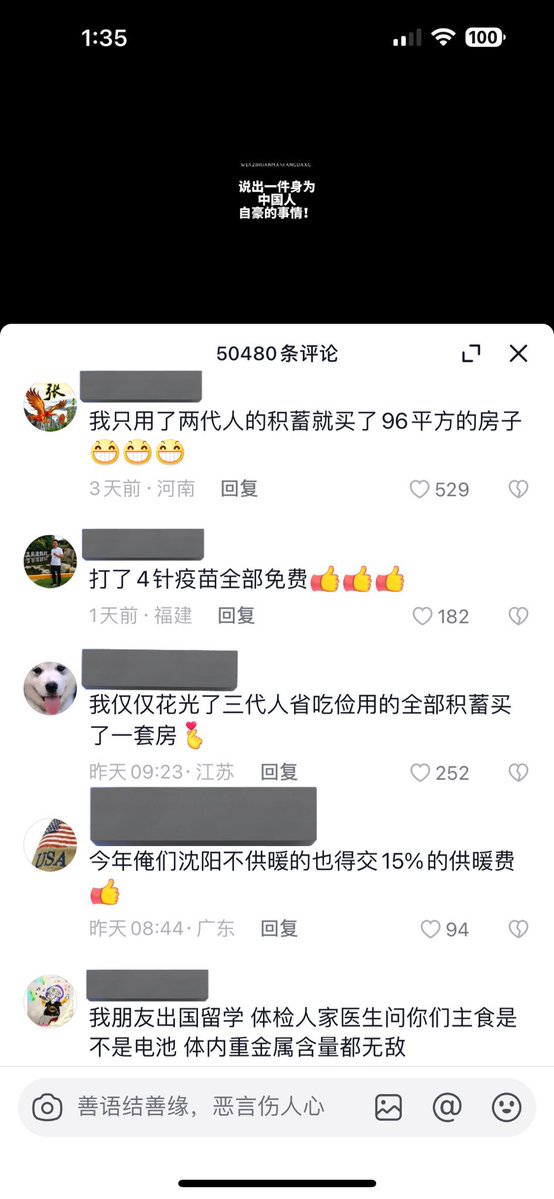 1:35
100
WENZIHUANMAXIANGDAXG
说出一件身为
中国人
自豪的事情！
50480条评论
张
我只用了两代人的积蓄就买了96平方的房子
😁😁😁
3天前·河南 回复 529
打了4针疫苗全部免费👍👍👍
1天前·福建 回复 182
我仅仅花光了三代人省吃俭用的全部积蓄买
了一套房
昨天09:23·江苏 回复 252
USA
今年俺们沈阳不供暖的也得交15%的供暖费
👍
昨天08:44·广东 回复 94
我朋友出国留学 体检人家医生问你们主食是
不是电池 体内重金属含量都无敌
善语结善缘，恶言伤人心
@